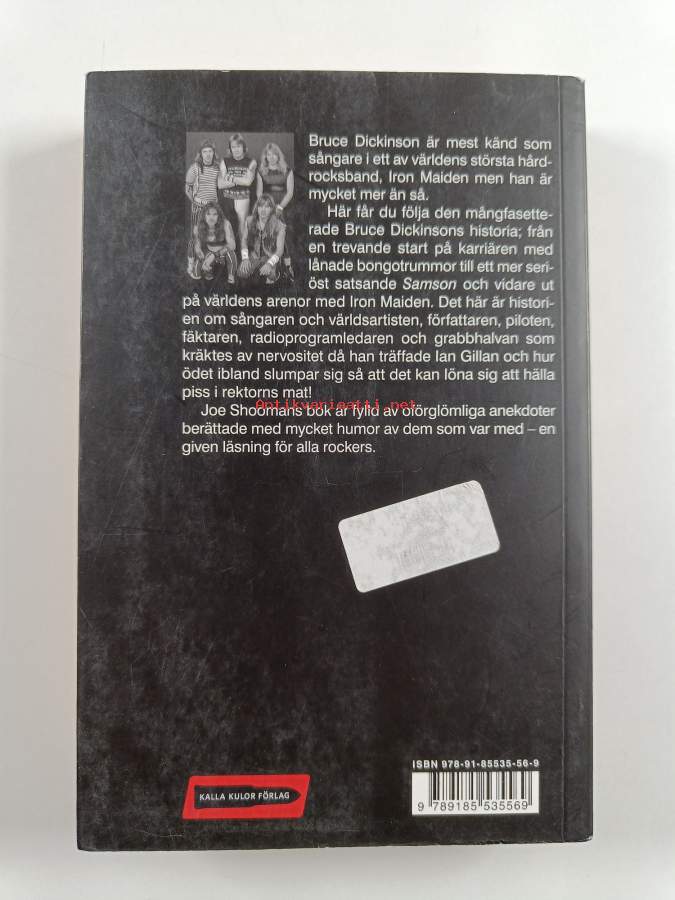 Bruce Dickinson är mest känd som
sångare i ett av världens största hård-
rocksband, Iron Maiden men han är
mycket mer än så.
Här får du följa den mångfasette-
rade Bruce Dickinsons historia; från
en trevande start på karriären med
lånade bongotrummor till ett mer seri-
öst satsande Samson och vidare ut
på världens arenor med Iron Maiden. Det här är histori-
en om sångaren och världsartisten, författaren, piloten,
fäktaren, radioprogramledaren och grabbhalvan som
kräktes av nervositet då han träffade Ian Gillan och hur
ödet ibland slumpar sig så att det kan löna sig att hälla
piss i rektorns mat!
Antikvariaatti.net
Joe Shoomans bok är fylld av oförglömliga anekdoter
berättade med mycket humor av dem som var med – en
given läsning för alla rockers.
ISBN 978-91-85535-56-9
9 789185 535569
KALLA KULOR FÖRLAG